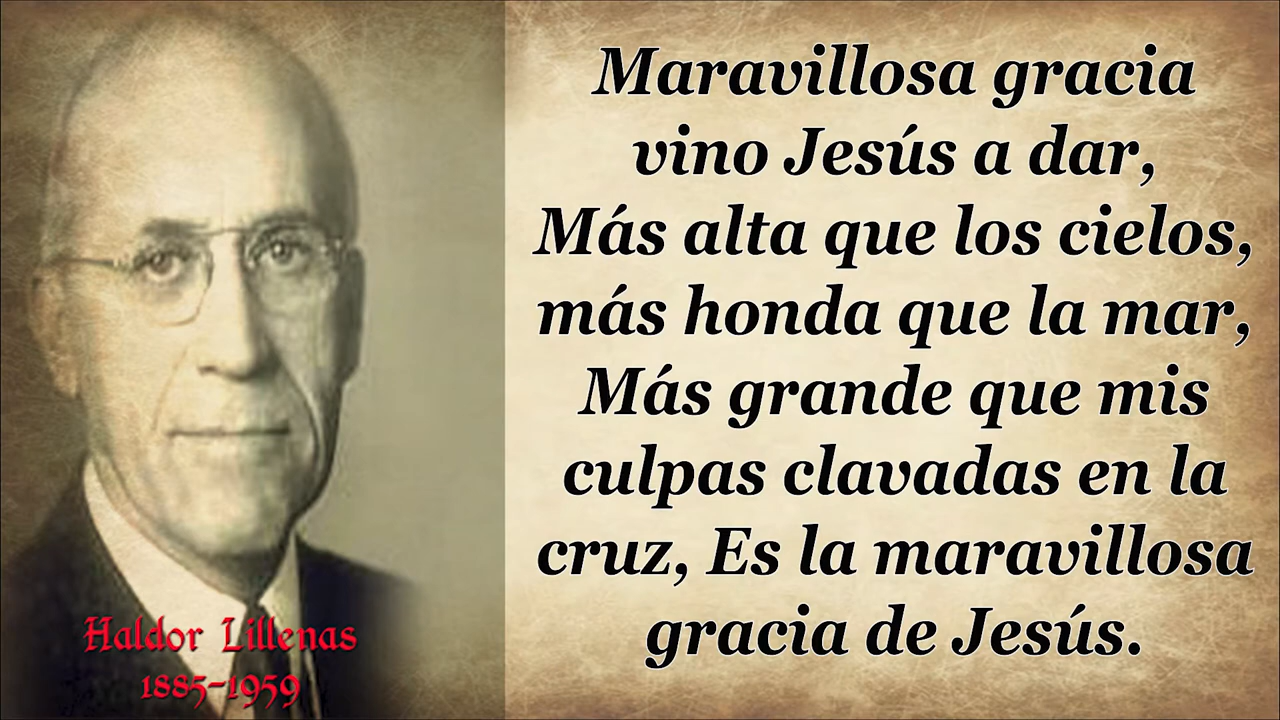 Maravillosa gracia
vino Jesús a dar,
Más alta que los cielos,
más honda que la mar,
Más grande que mis
culpas clavadas en la
cruz, Es la maravillosa
gracia de Jesús.
Haldor Lillenas
1885-1959